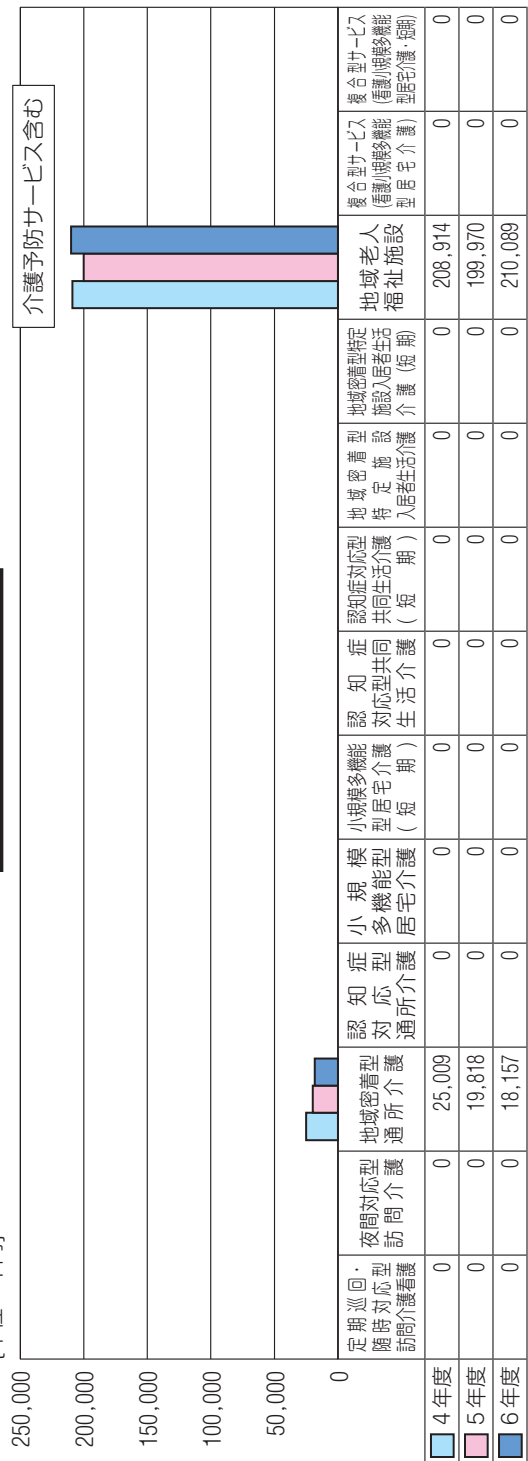 介護予防サービス含む
250,000
200,000
150,000
100,000
50,000
0
定期巡回・
随時対応型
訪問介護看護
夜間対応型
訪問介護
地域密着型
通所介護
認知症
対応型
通所介護
小規模
多機能型
居宅介護
小規模多機能
型居宅介護
(短期)
認知症
対応型共同
生活介護
認知症対応型
共同生活介護
(短期)
地域密着型
特定施設
入居者生活介護
地域密着型特定
施設入居者生活
介護(短期)
地域老人
福祉施設
複合型サービス
(看護小規模多機能
型居宅介護)
複合型サービス
(看護小規模多機能
型居宅介護・短期)
4年度 0 0 25,009 0 0 0 0 0 0 0 208,914 0 0
5年度 0 0 19,818 0 0 0 0 0 0 0 199,970 0 0
6年度 0 0 18,157 0 0 0 0 0 0 0 210,089 0 0